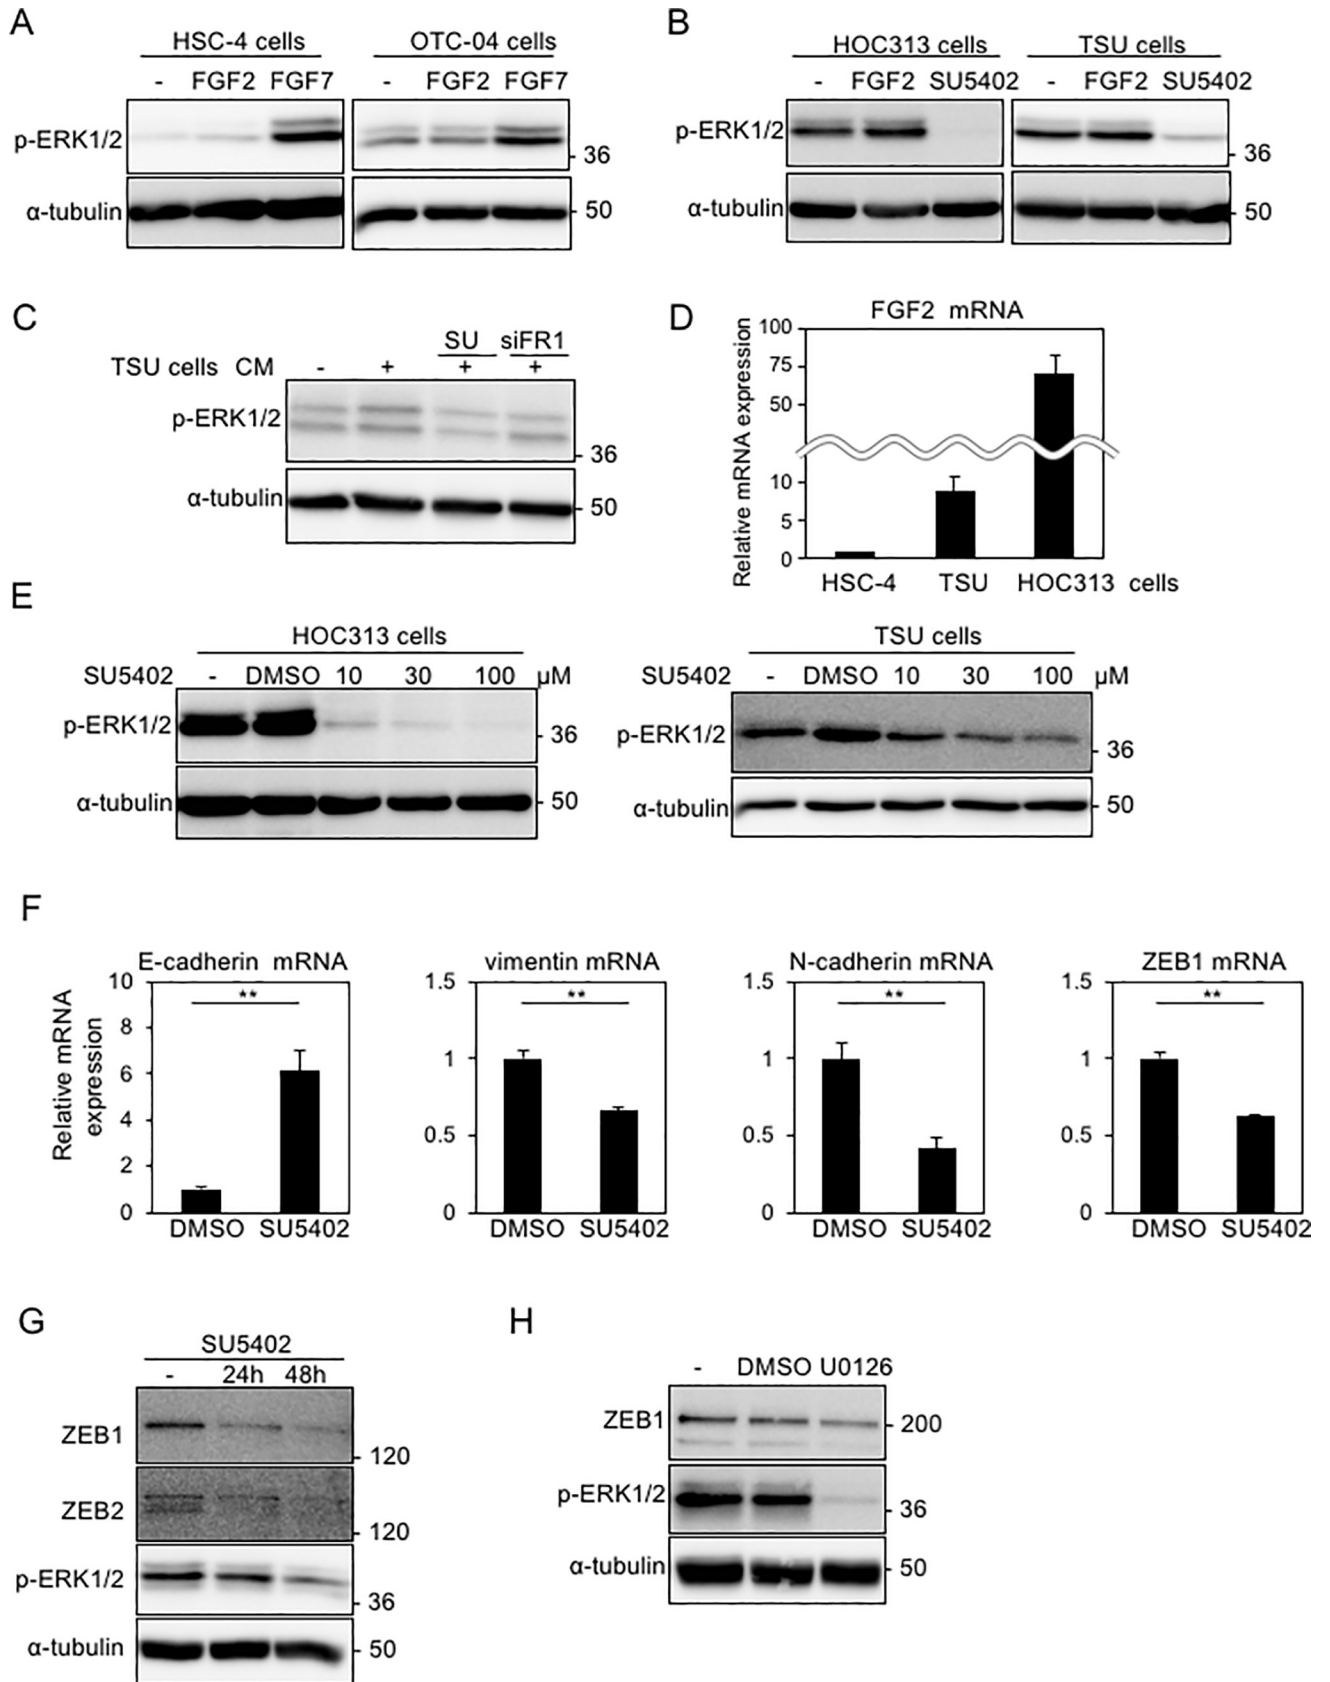 A
HSC-4 cells OTC-04 cells
- FGF2 FGF7 - FGF2 FGF7
p-ERK1/2
36
α-tubulin
50
B
HOC313 cells TSU cells
- FGF2 SU5402 - FGF2 SU5402
p-ERK1/2
36
α-tubulin
50
C
SU siFR1
TSU cells CM - + + +
p-ERK1/2
36
α-tubulin
50
D
FGF2 mRNA
Relative mRNA expression
100
75
50
10
5
0
HSC-4 TSU HOC313 cells
E
HOC313 cells
SU5402 - DMSO 10 30 100 μM
p-ERK1/2
36
α-tubulin
50
TSU cells
SU5402 - DMSO 10 30 100 μM
p-ERK1/2
36
α-tubulin
50
F
Relative mRNA
expression
E-cadherin mRNA
10
8
6
4
2
0
**
DMSO SU5402
vimentin mRNA
1.5
1
0.5
0
**
DMSO SU5402
N-cadherin mRNA
1.5
1
0.5
0
**
DMSO SU5402
ZEB1 mRNA
1.5
1
0.5
0
**
DMSO SU5402
G
SU5402
- 24h 48h
ZEB1
120
ZEB2
120
p-ERK1/2
36
α-tubulin
50
H
- DMSO U0126
ZEB1
200
p-ERK1/2
36
α-tubulin
50